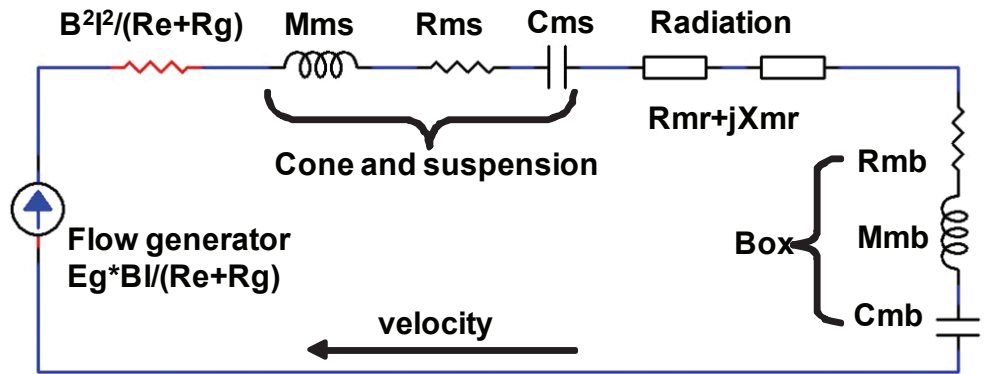 B²l²/(Re+Rg)
Mms
Rms
Cms
Radiation
Rmr+jXmr
Cone and suspension
Rmb
Flow generator
Eg*Bl/(Re+Rg)
Box
Mmb
Cmb
velocity